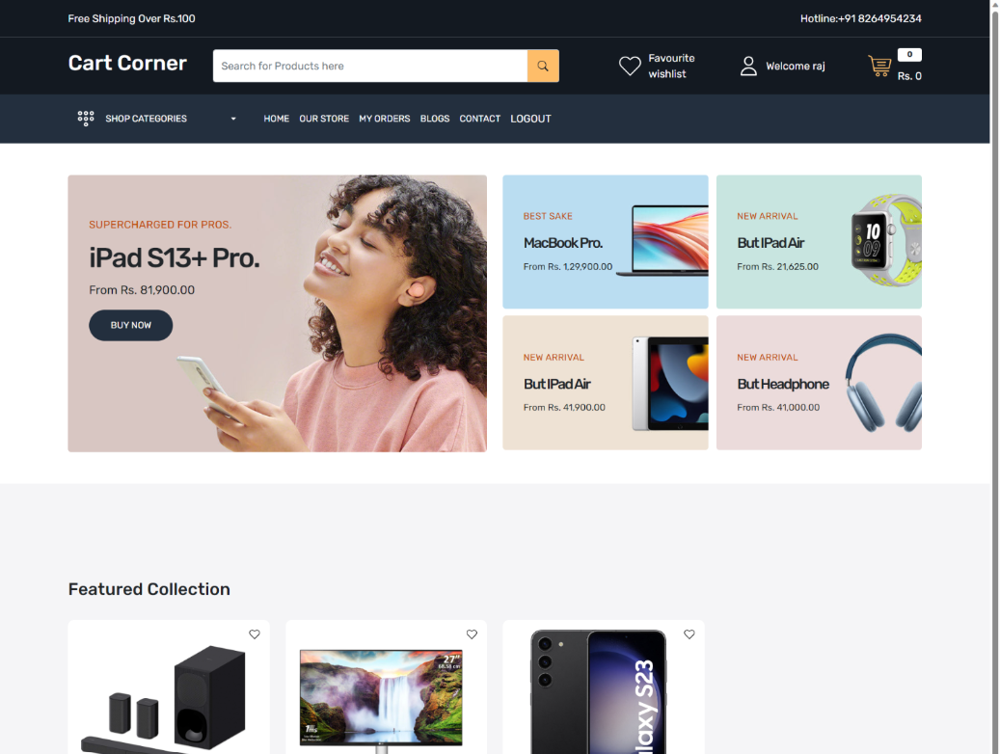 Free Shipping Over Rs.100
Hotline:+91 8264954234
Cart Corner
Search for Products here
Favourite
wishlist
Welcome raj
0
Rs. 0
SHOP CATEGORIES
HOME OUR STORE MY ORDERS BLOGS CONTACT LOGOUT
SUPERCHARGED FOR PROS.
iPad S13+ Pro.
From Rs. 81,900.00
BUY NOW
BEST SAKE
MacBook Pro.
From Rs. 1,29,900.00
NEW ARRIVAL
But IPad Air
From Rs. 21,625.00
10
09
NEW ARRIVAL
But IPad Air
From Rs. 41,900.00
NEW ARRIVAL
But Headphone
From Rs. 41,000.00
Featured Collection
27"
68.58 cm
1ms
laxy S23